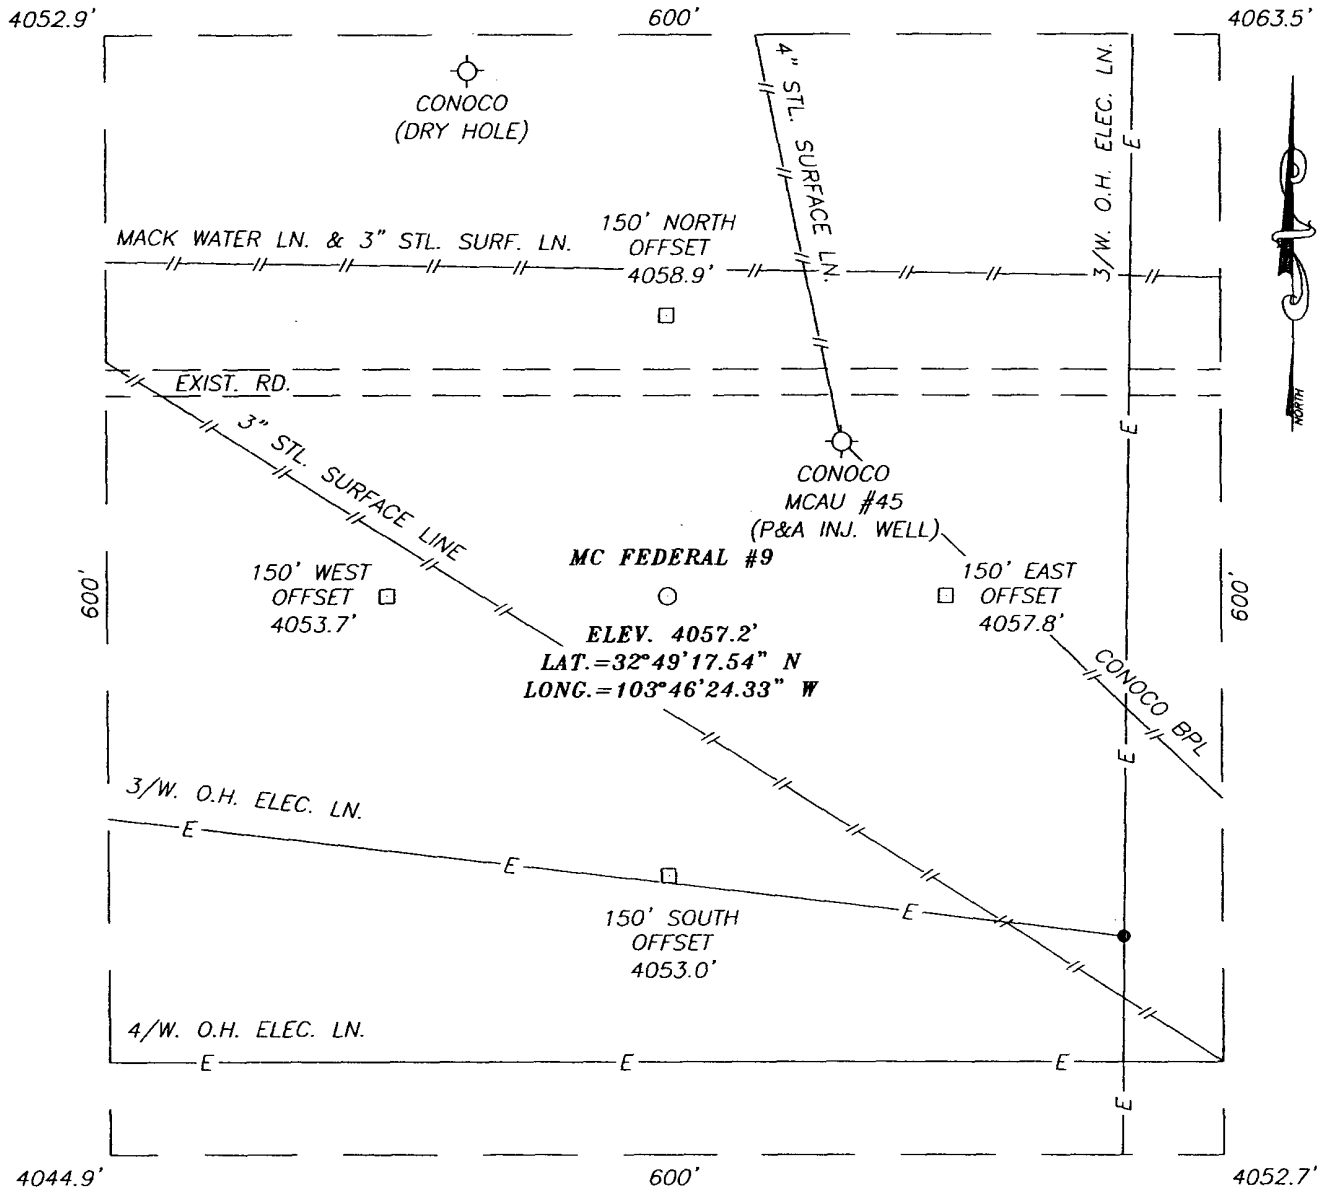 4052.9'
600'
4063.5'
CONOCO
(DRY HOLE)
4" STL. SURFACE LN.
3/W. O.H. ELEC. LN.
E
NORTH
MACK WATER LN. & 3" STL. SURF. LN.
150' NORTH
OFFSET
4058.9'
EXIST. RD.
3" STL. SURFACE LINE
E
CONOCO
MCAU #45
(P&A INJ. WELL)
MC FEDERAL #9
150' WEST
OFFSET
4053.7'
150' EAST
OFFSET
4057.8'
600'
600'
ELEV. 4057.2'
LAT.=32°49'17.54" N
LONG.=103°46'24.33" W
CONOCO BPL
E
3/W. O.H. ELEC. LN.
E
E
E
150' SOUTH
OFFSET
4053.0'
4/W. O.H. ELEC. LN.
E
E
E
E
4044.9'
600'
4052.7'